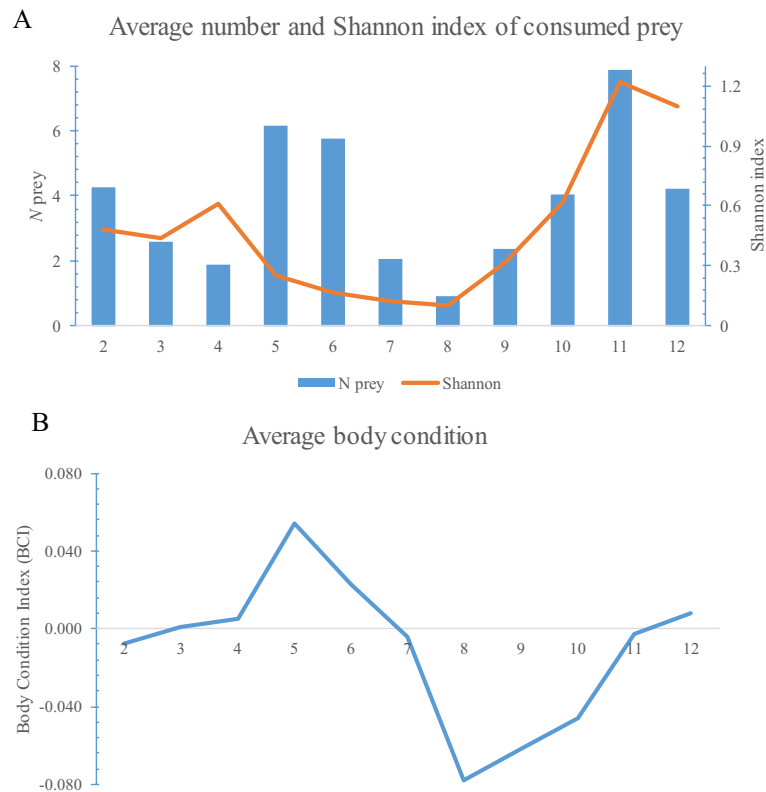 A
Average number and Shannon index of consumed prey
N prey
8
6
4
2
0
1.2
0.9
0.6
0.3
0
Shannon index
2 3 4 5 6 7 8 9 10 11 12
N prey Shannon
B
Average body condition
Body Condition Index (BCI)
0.080
0.040
0.000
-0.040
-0.080
2 3 4 5 6 7 8 9 10 11 12